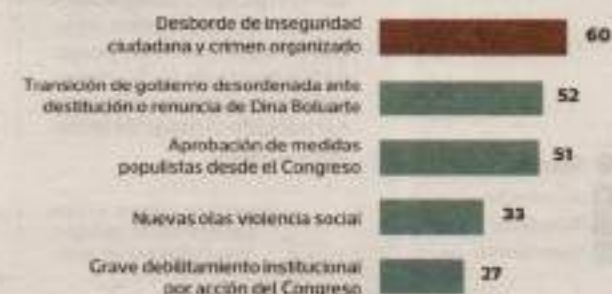 Desborde de inseguridad
ciudadana y crimen organizado
60
Transición de gobierno desordenada ante
destitución o renuncia de Dina Boluarte
52
Aprobación de medidas
populistas desde el Congreso
51
Nuevas olas violencia social
33
Grave debilitamiento institucional
por acción del Congreso
27